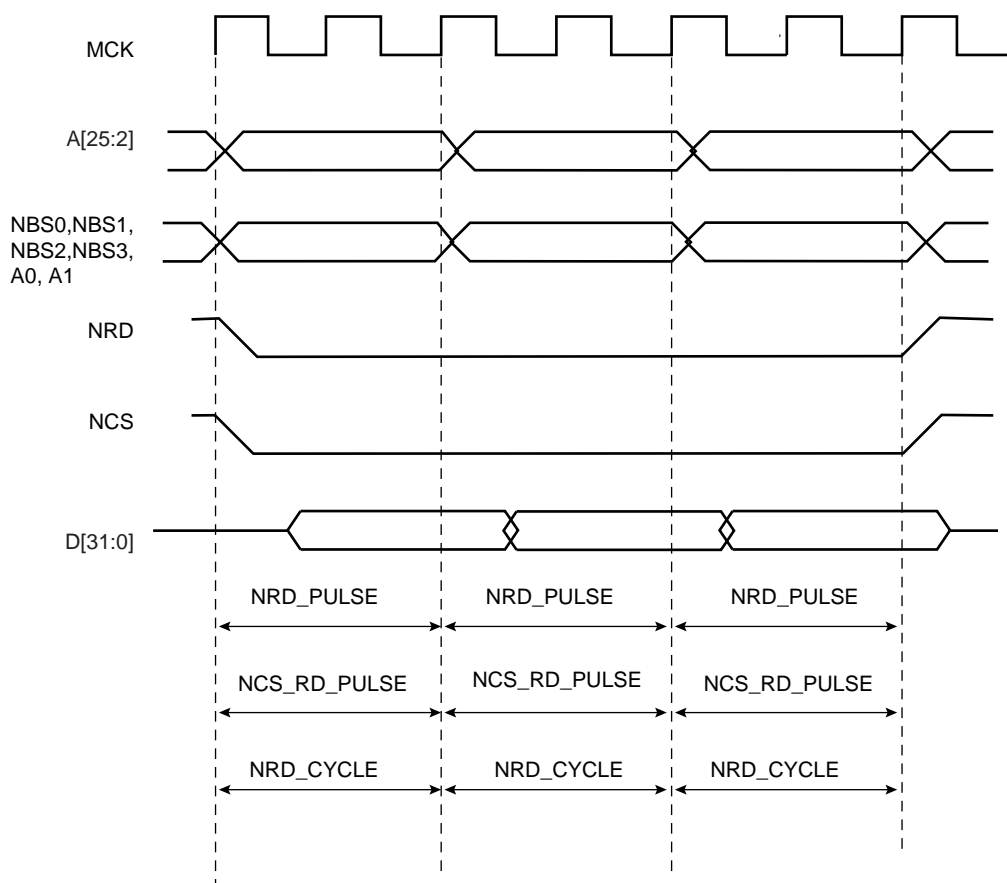 MCK
A[25:2]
NBS0,NBS1,
NBS2,NBS3,
A0, A1
NRD
NCS
D[31:0]
NRD_PULSE NRD_PULSE NRD_PULSE
NCS_RD_PULSE NCS_RD_PULSE NCS_RD_PULSE
NRD_CYCLE NRD_CYCLE NRD_CYCLE